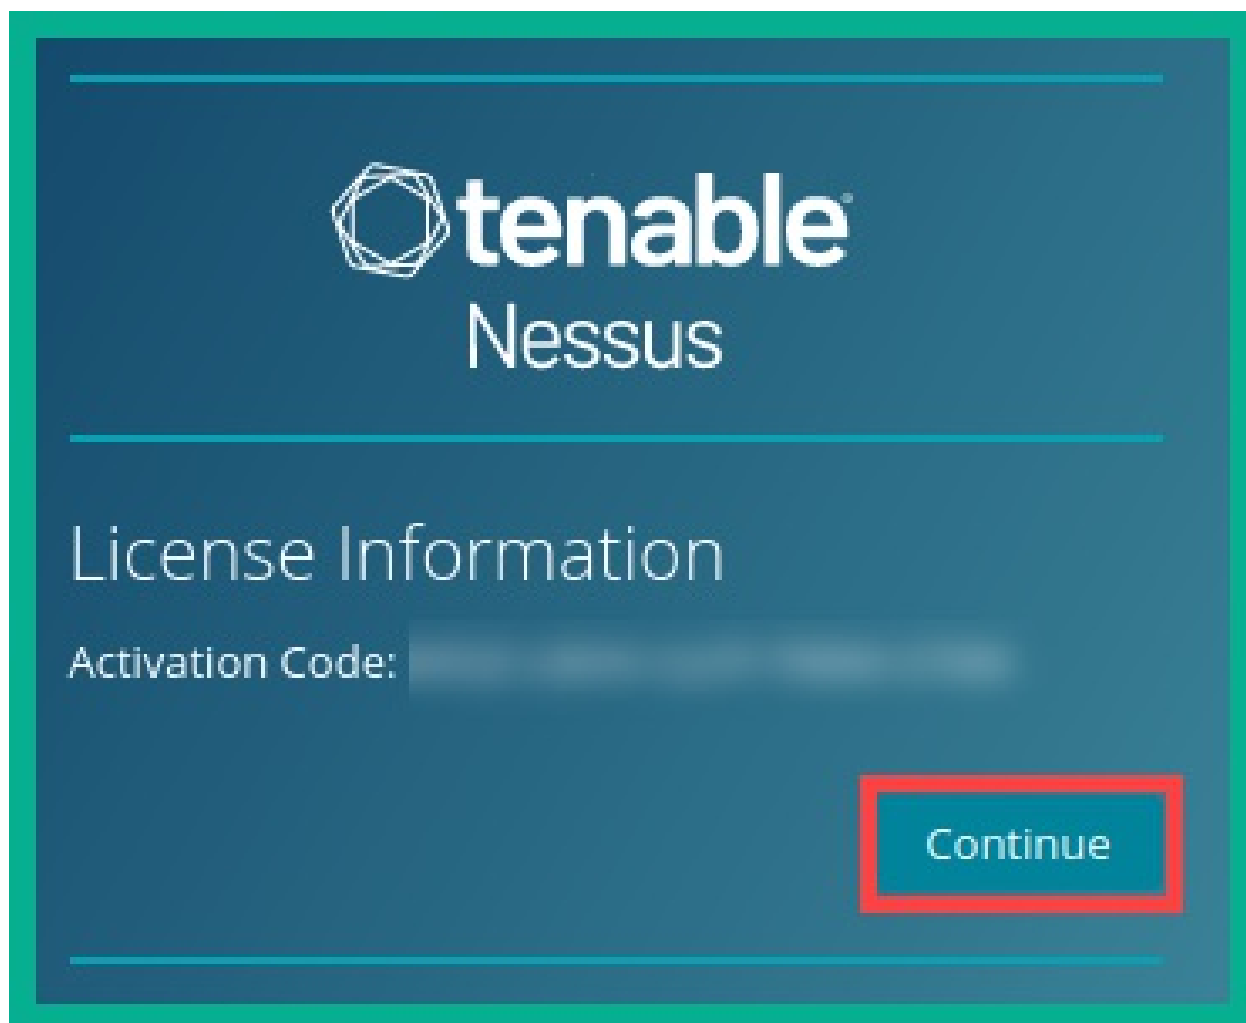 tenable
Nessus
License Information
Activation Code:
Continue